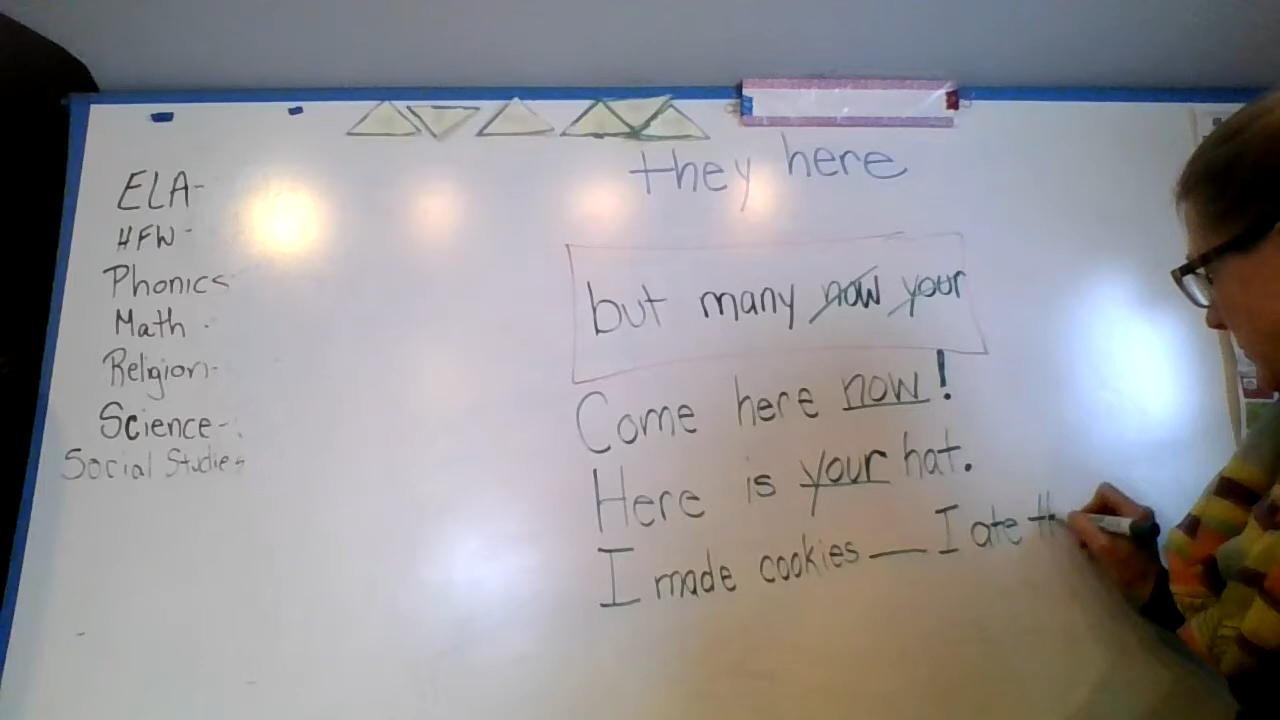 ELA-
HFW-
Phonics
Math -
Religion-
Science-
Social Studies
they here
but many now your
Come here now!
Here is your hat.
I made cookies ___ I ate th